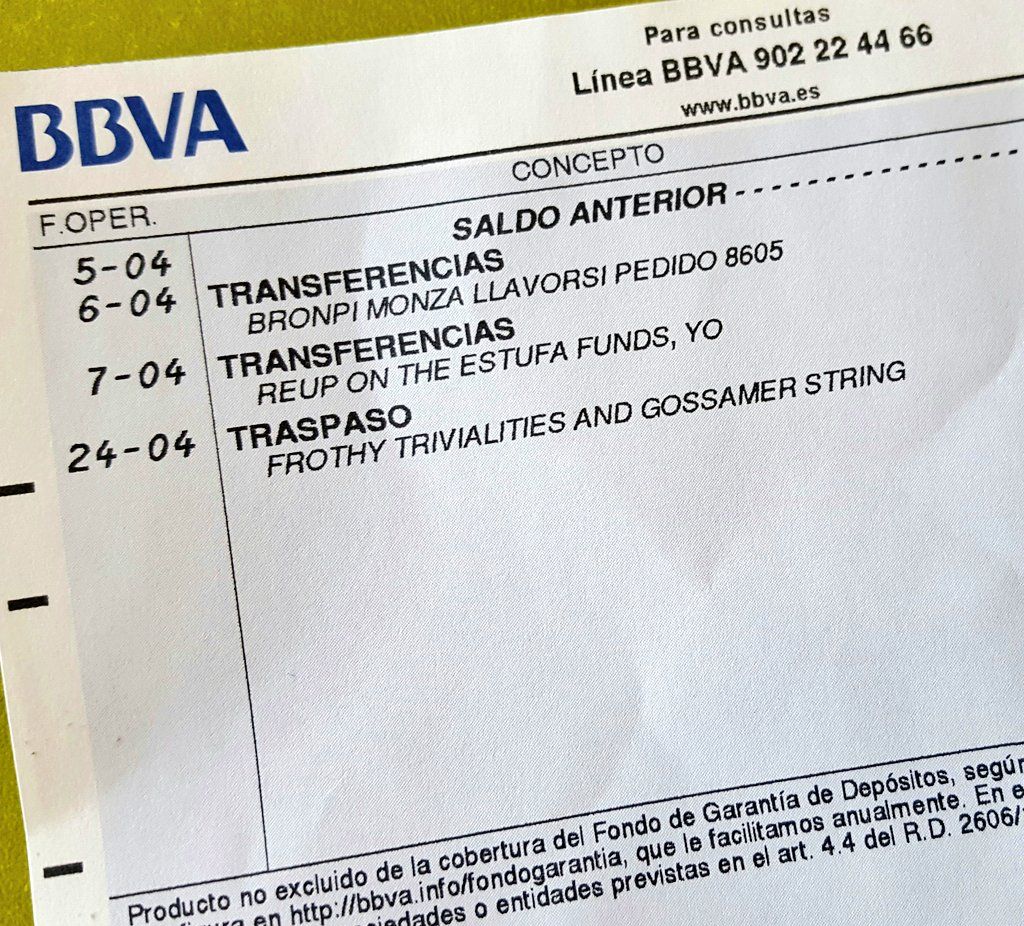 Para consultas
Línea BBVA 902 22 44 66
www.bbva.es
BBVA
CONCEPTO
F.OPER.
SALDO ANTERIOR - - - - - - - - - - - - - - - -
5-04
6-04 TRANSFERENCIAS
BRONPI MONZA LLAVORSI PEDIDO 8605
7-04 TRANSFERENCIAS
REUP ON THE ESTUFA FUNDS, YO
24-04 TRASPASO
FROTHY TRIVIALITIES AND GOSSAMER STRING
Producto no excluido de la cobertura del Fondo de Garantía de Depósitos, según
en http://bbva.info/fondogarantia, que le facilitamos anualmente. En
o entidades previstas en el art. 4.4 del R.D. 2606/